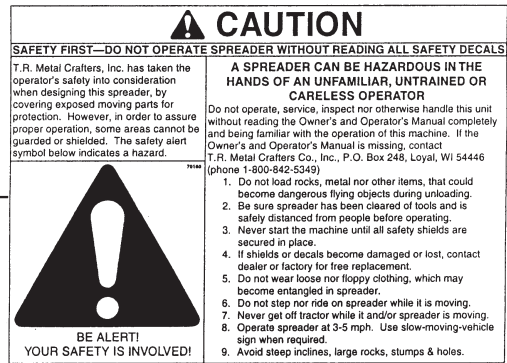 CAUTION
SAFETY FIRST—DO NOT OPERATE SPREADER WITHOUT READING ALL SAFETY DECALS
T.R. Metal Crafters, Inc. has taken the
operator's safety into consideration
when designing this spreader, by
covering exposed moving parts for
protection. However, in order to assure
proper operation, some areas cannot be
guarded or shielded. The safety alert
symbol below indicates a hazard.
70160
BE ALERT!
YOUR SAFETY IS INVOLVED!
A SPREADER CAN BE HAZARDOUS IN THE
HANDS OF AN UNFAMILIAR, UNTRAINED OR
CARELESS OPERATOR
Do not operate, service, inspect nor otherwise handle this unit
without reading the Owner's and Operator's Manual completely
and being familiar with the operation of this machine. If the
Owner's and Operator's Manual is missing, contact
T.R. Metal Crafters Co., Inc., P.O. Box 248, Loyal, WI 54446
(phone 1-800-842-5349)
1. Do not load rocks, metal nor other items, that could
become dangerous flying objects during unloading.
2. Be sure spreader has been cleared of tools and is
safely distanced from people before operating.
3. Never start the machine until all safety shields are
secured in place.
4. If shields or decals become damaged or lost, contact
dealer or factory for free replacement.
5. Do not wear loose nor floppy clothing, which may
become entangled in spreader.
6. Do not step nor ride on spreader while it is moving.
7. Never get off tractor while it and/or spreader is moving.
8. Operate spreader at 3-5 mph. Use slow-moving-vehicle
sign when required.
9. Avoid steep inclines, large rocks, stumps & holes.